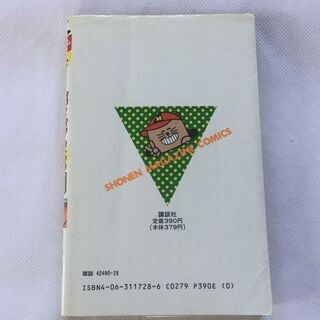 M
SHONEN MAGAZINE COMICS
講談社
定価390円
(本体379円)
雑誌 42490-28
ISBN4-06-311728-6 C0279 P390E (0)